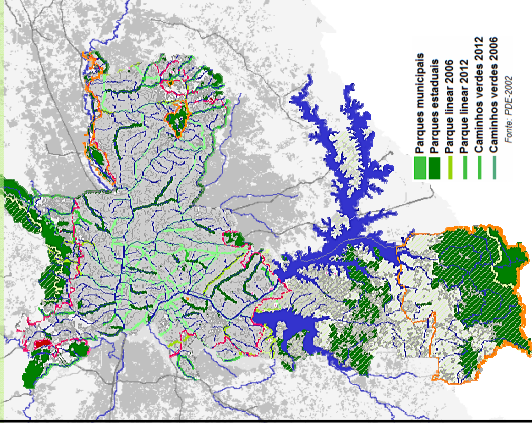 Parques municipais
Parques estaduais
Parque linear 2006
Parque linear 2012
Caminhos verdes 2012
Caminhos verdes 2006
Fonte: PDE-2002